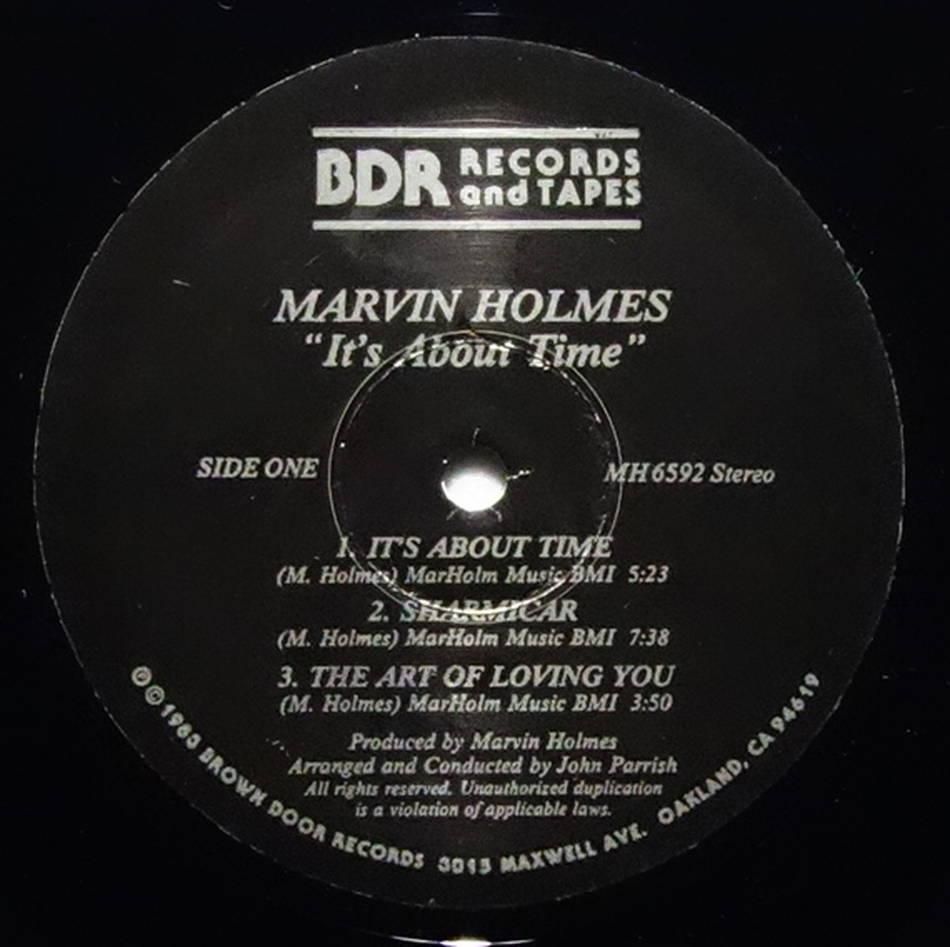 BDR RECORDS
and TAPES
MARVIN HOLMES
"It's About Time"
SIDE ONE
MH 6592 Stereo
1. IT'S ABOUT TIME
(M. Holmes) MarHolm Music BMI 5:23
2. SHARMICAR
(M. Holmes) MarHolm Music BMI 7:38
3. THE ART OF LOVING YOU
(M. Holmes) MarHolm Music BMI 3:50
Produced by Marvin Holmes
Arranged and Conducted by John Parrish
All rights reserved. Unauthorized duplication
is a violation of applicable laws.
℗© BROWN DOOR RECORDS MAXWELL AVE. OAKLAND, CA 94619